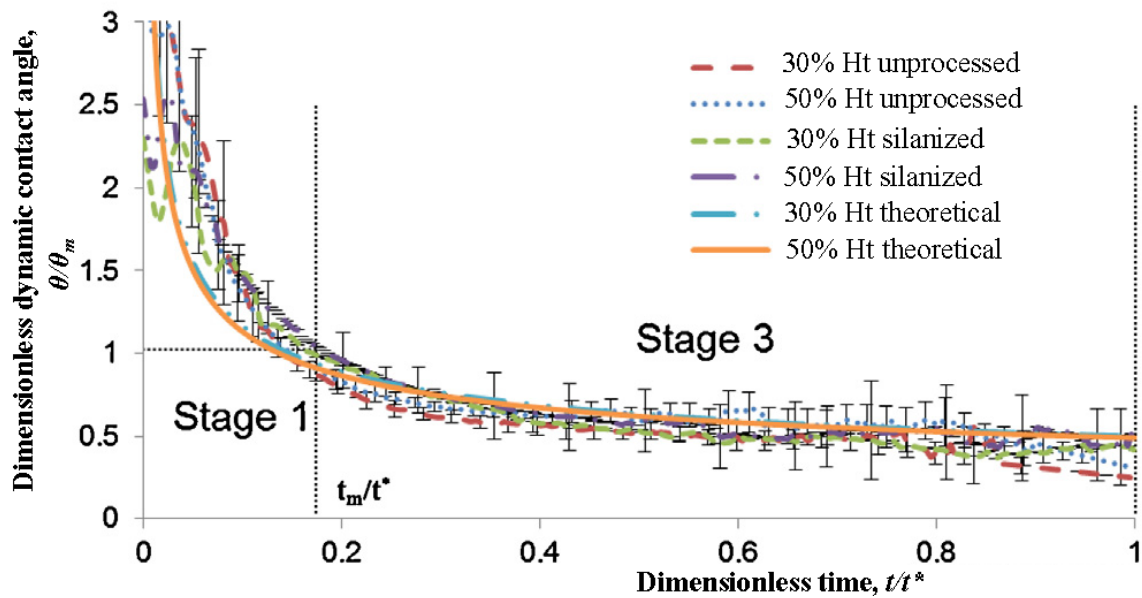 Dimensionless dynamic contact angle,
θ/θm
3
2.5
2
1.5
1
0.5
0
30% Ht unprocessed
50% Ht unprocessed
30% Ht silanized
50% Ht silanized
30% Ht theoretical
50% Ht theoretical
Stage 1
Stage 3
tm/t*
0
0.2
0.4
0.6
0.8
1
Dimensionless time, t/t*